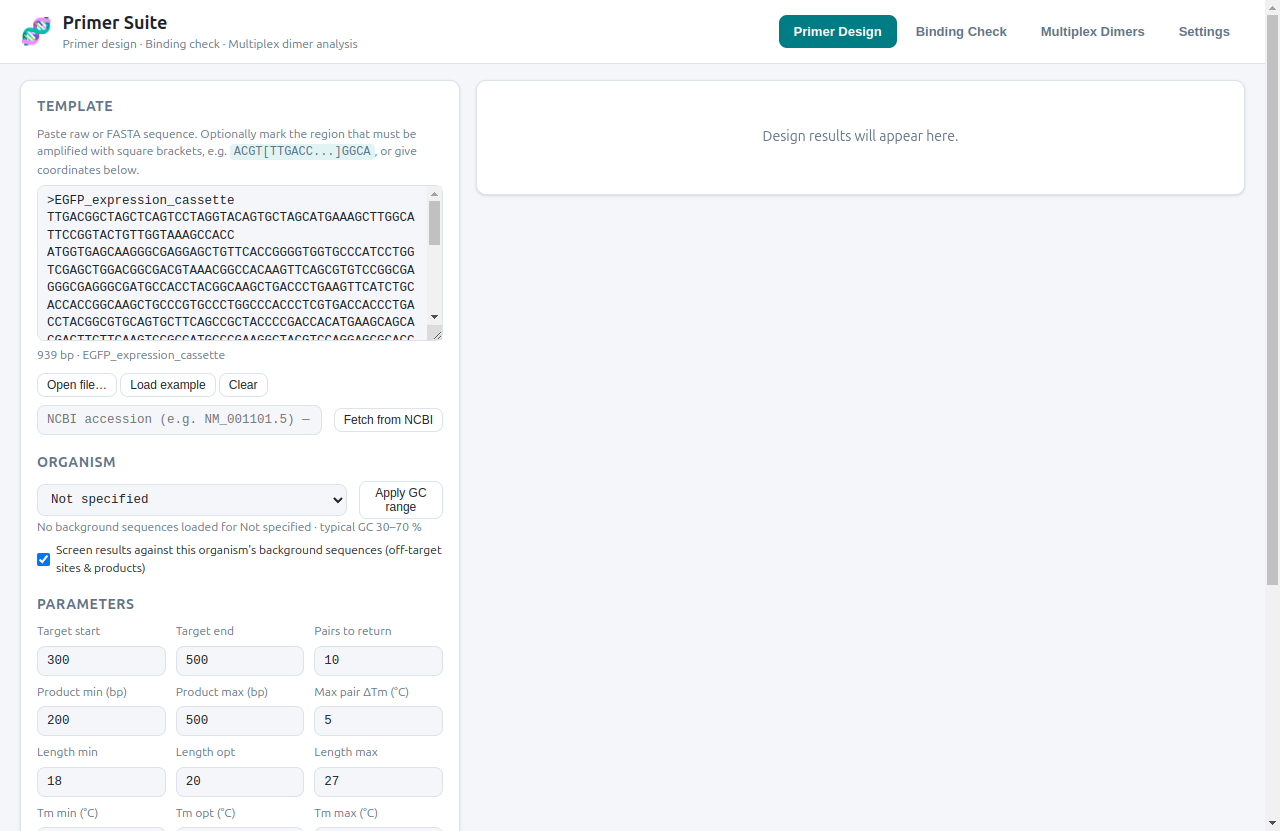 Primer Suite
Primer design · Binding check · Multiplex dimer analysis
Primer Design
Binding Check
Multiplex Dimers
Settings
TEMPLATE
Paste raw or FASTA sequence. Optionally mark the region that must be
amplified with square brackets, e.g. ACGT[TTGACC...]GGCA, or give
coordinates below.
>EGFP_expression_cassette
TTGACGGCTAGCTCAGTCCTAGGTACAGTGCTAGCATGAAAGCTTGGCA
TTCCGGTACTGTTGGTAAAGCCACC
ATGGTGAGCAAGGGCGAGGAGCTGTTCACCGGGGTGGTGCCCATCCTGG
TCGAGCTGGACGGCGACGTAAACGGCCACAAGTTCAGCGTGTCCGGCGA
GGGCGAGGGCGATGCCACCTACGGCAAGCTGACCCTGAAGTTCATCTGC
ACCACCGGCAAGCTGCCCGTGCCCTGGCCCACCCTCGTGACCACCCTGA
CCTACGGCGTGCAGTGCTTCAGCCGCTACCCCGACCACATGAAGCAGCA
CGACTTCTTCAAGTCCGCCATGCCCGAAGGCTACGTCCAGGAGCGCACC
939 bp · EGFP_expression_cassette
Open file…
Load example
Clear
NCBI accession (e.g. NM_001101.5) —
Fetch from NCBI
ORGANISM
Not specified
Apply GC
range
No background sequences loaded for Not specified · typical GC 30–70 %
Screen results against this organism's background sequences (off-target
sites & products)
PARAMETERS
Target start
Target end
Pairs to return
300
500
10
Product min (bp)
Product max (bp)
Max pair ΔTm (°C)
200
500
5
Length min
Length opt
Length max
18
20
27
Tm min (°C)
Tm opt (°C)
Tm max (°C)
Design results will appear here.